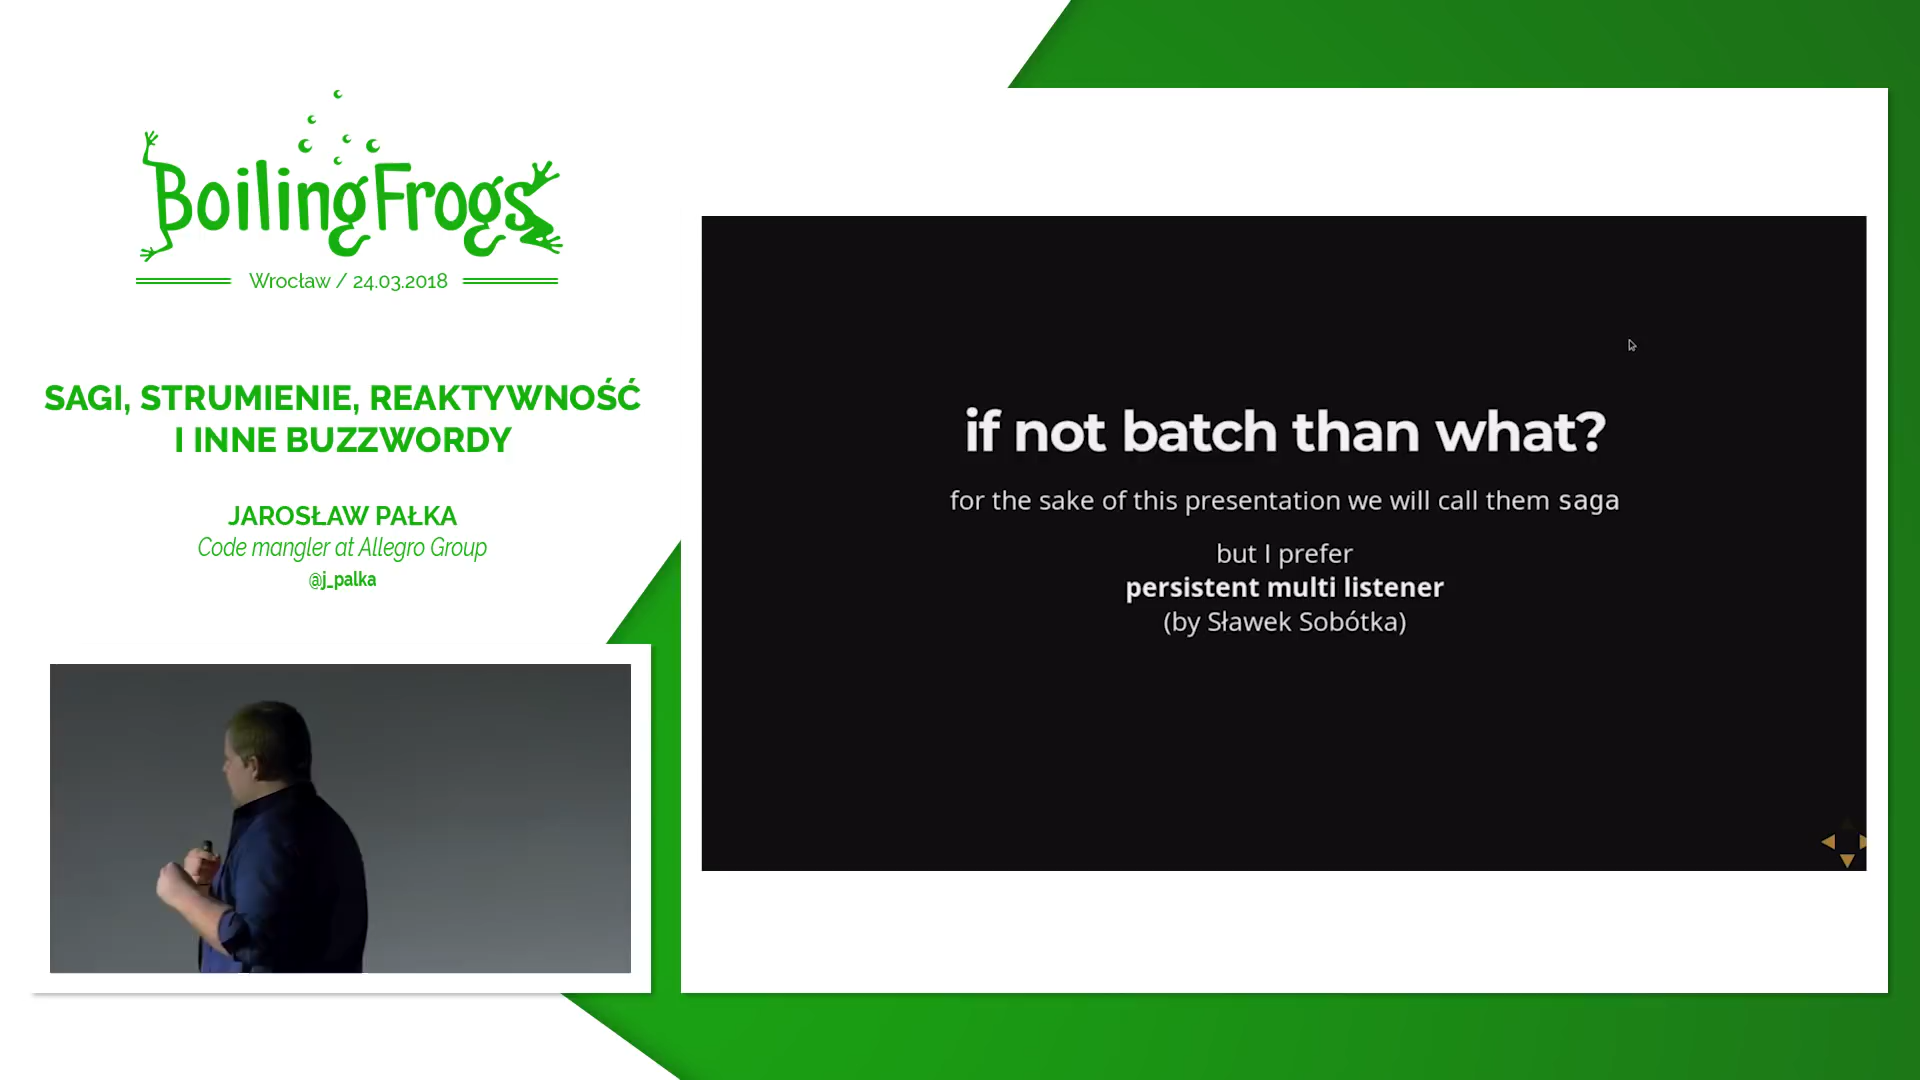 BoilingFrogs
Wrocław / 24.03.2018
SAGI, STRUMIENIE, REAKTYWNOŚĆ
I INNE BUZZWORDY
JAROSŁAW PAŁKA
Code mangler at Allegro Group
@j_palka
if not batch than what?
for the sake of this presentation we will call them saga
but I prefer
persistent multi listener
(by Sławek Sobótka)